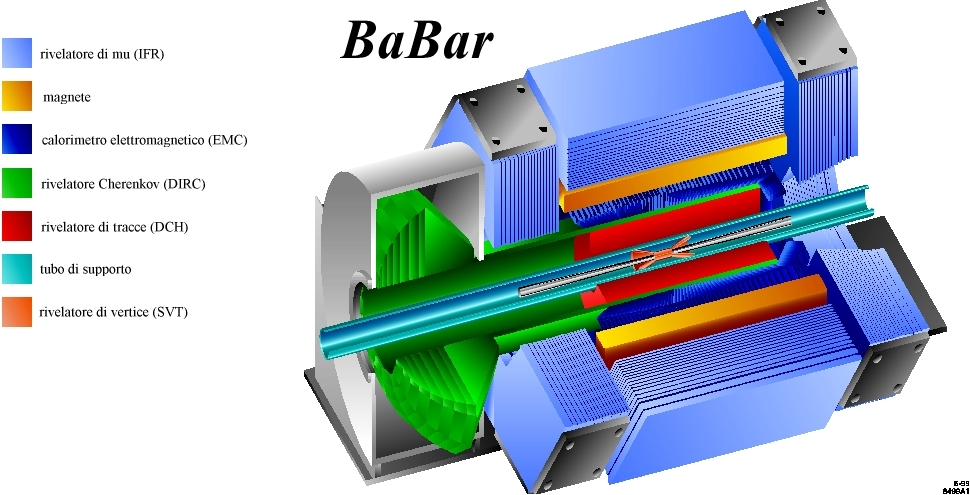 BaBar
rivelatore di mu (IFR)
magnete
calorimetro elettromagnetico (EMC)
rivelatore Cherenkov (DIRC)
rivelatore di tracce (DCH)
tubo di supporto
rivelatore di vertice (SVT)